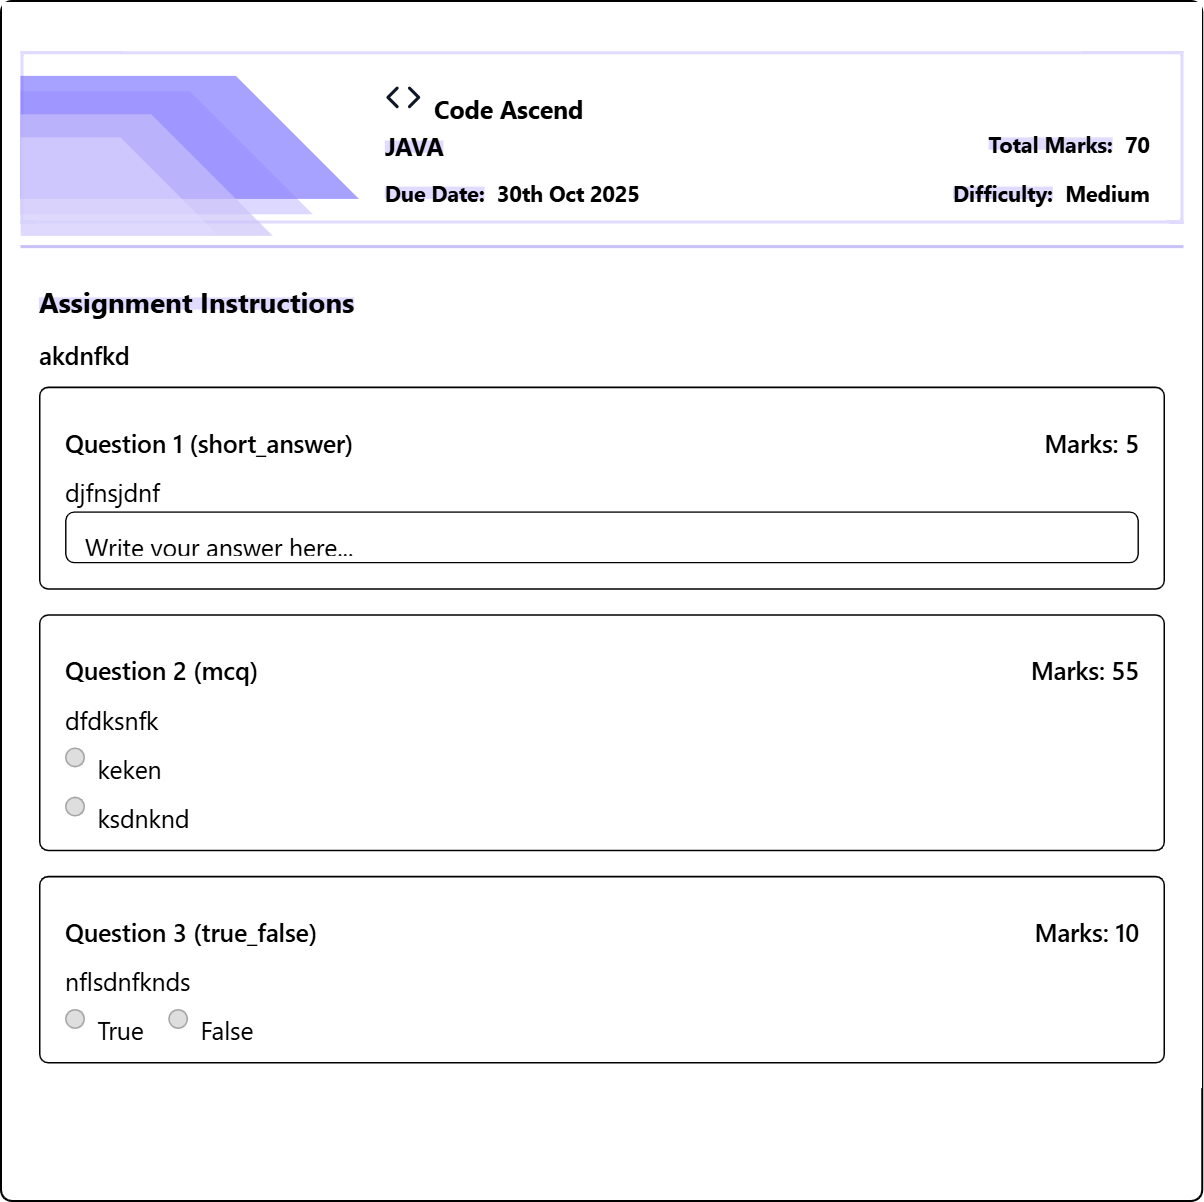 Code Ascend
JAVA
Total Marks: 70
Due Date: 30th Oct 2025
Difficulty: Medium
Assignment Instructions
akdnfkd
Question 1 (short_answer)
Marks: 5
djfnsjdnf
Write your answer here...
Question 2 (mcq)
Marks: 55
dfdksnfk
keken
ksdnknd
Question 3 (true_false)
Marks: 10
nflsdnfknds
True False